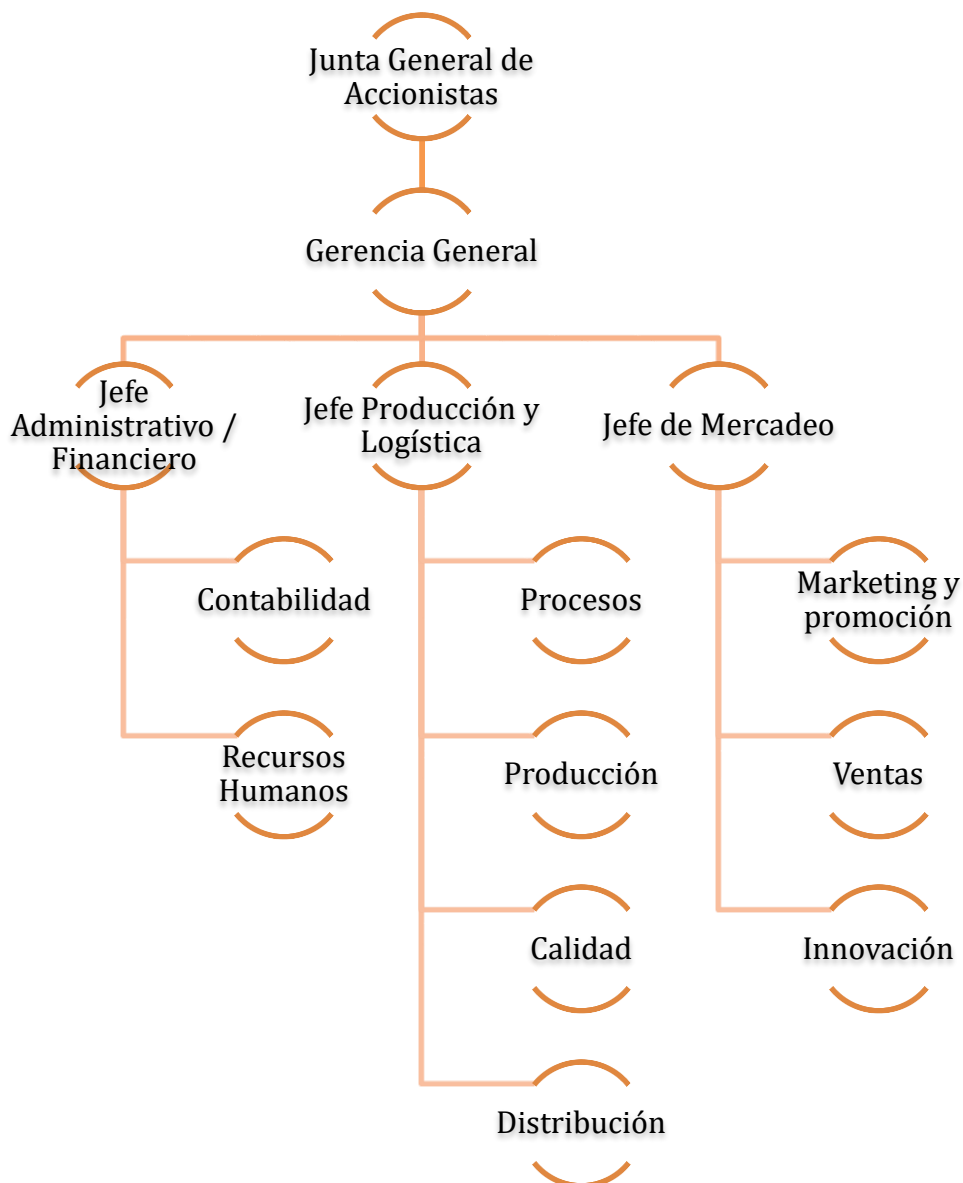 Junta General de
Accionistas
Gerencia General
Jefe
Administrativo /
Financiero
Jefe Producción y
Logística
Jefe de Mercadeo
Contabilidad
Procesos
Marketing y
promoción
Recursos
Humanos
Producción
Ventas
Calidad
Innovación
Distribución